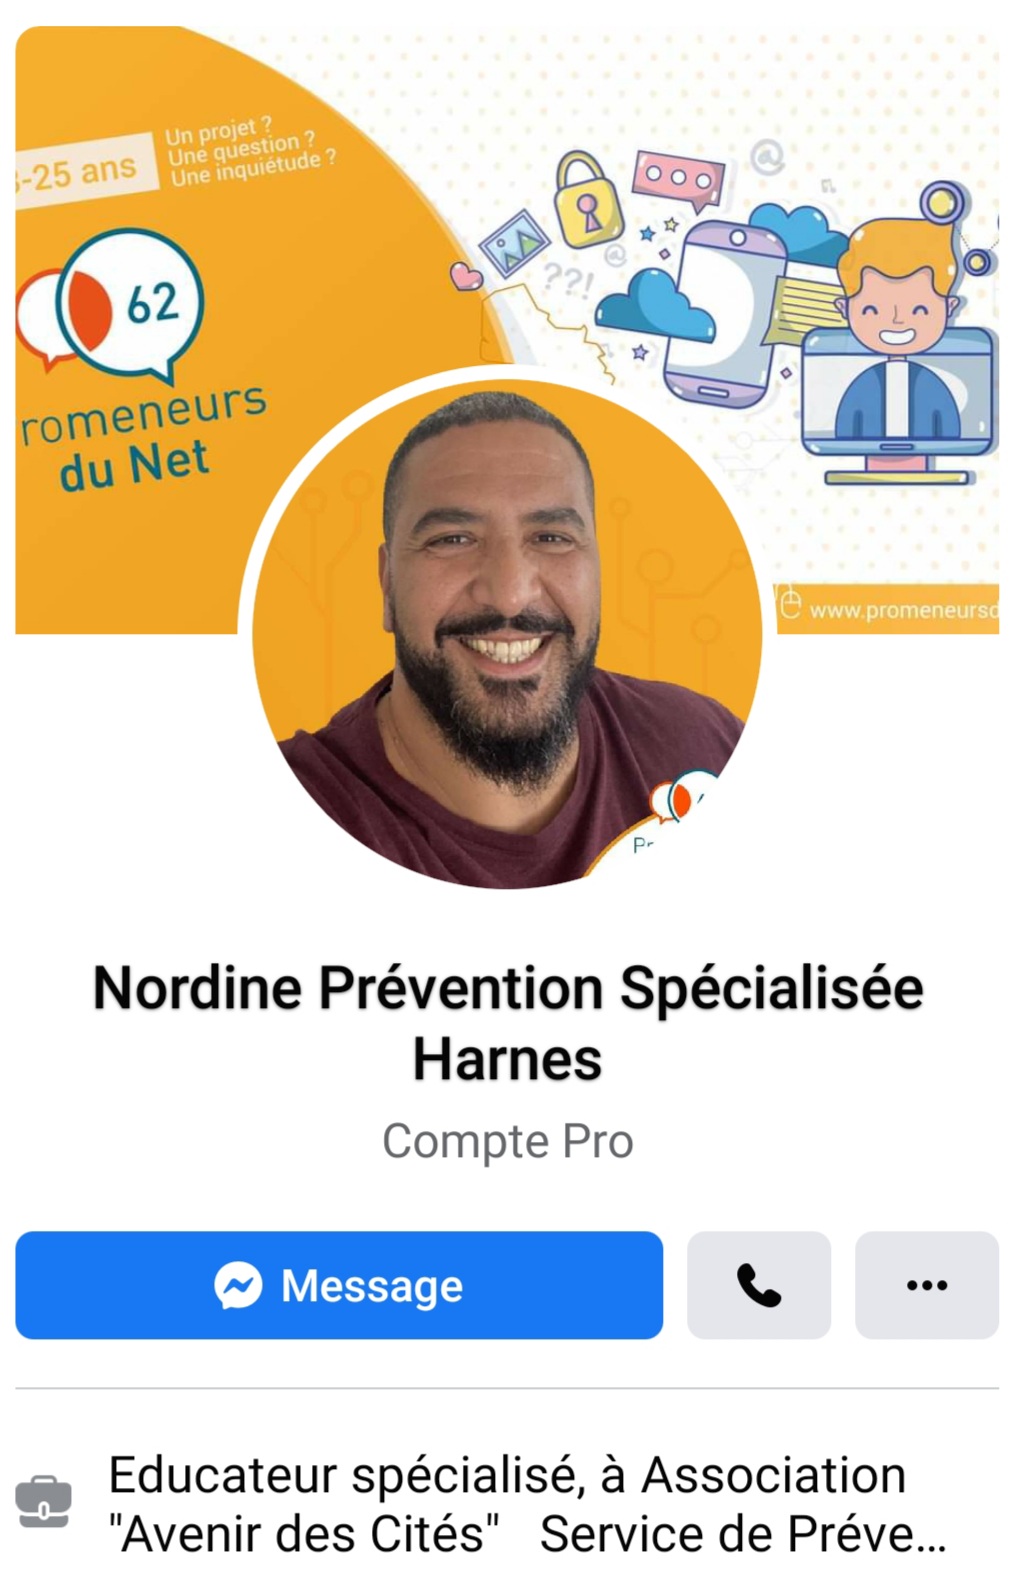 -25 ans
Un projet ?
Une question ?
Une inquiétude ?
62
romeneurs
du Net
??!
@
@
www.promeneursd
Pr
Nordine Prévention Spécialisée
Harnes
Compte Pro
Message
Educateur spécialisé, à Association
"Avenir des Cités" Service de Préve...